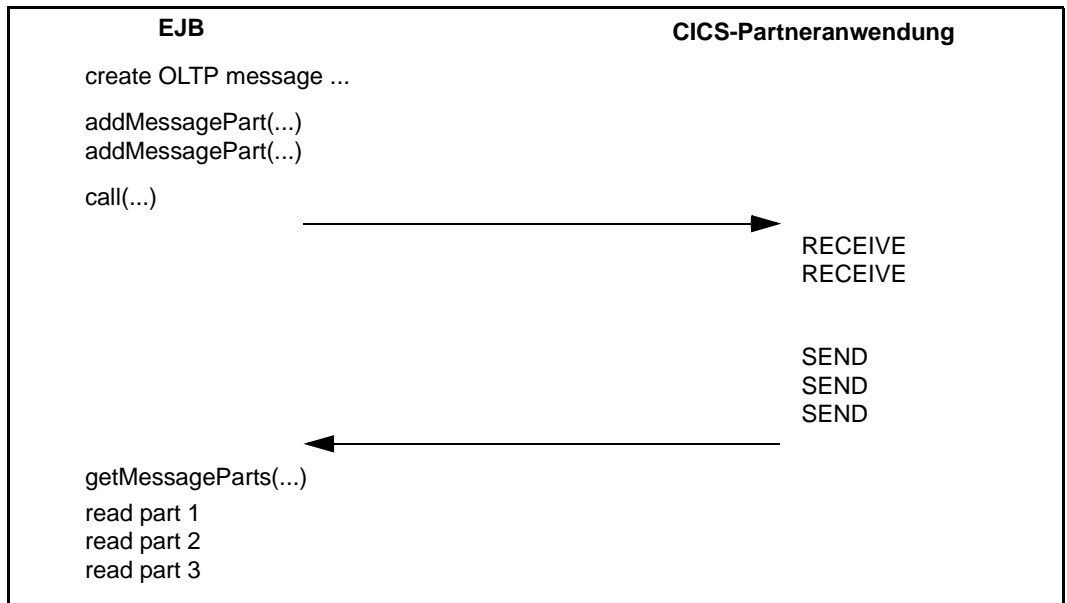 EJB
CICS-Partneranwendung
create OLTP message ...
addMessagePart(...)
addMessagePart(...)
call(...)
RECEIVE
RECEIVE
SEND
SEND
SEND
getMessageParts(...)
read part 1
read part 2
read part 3